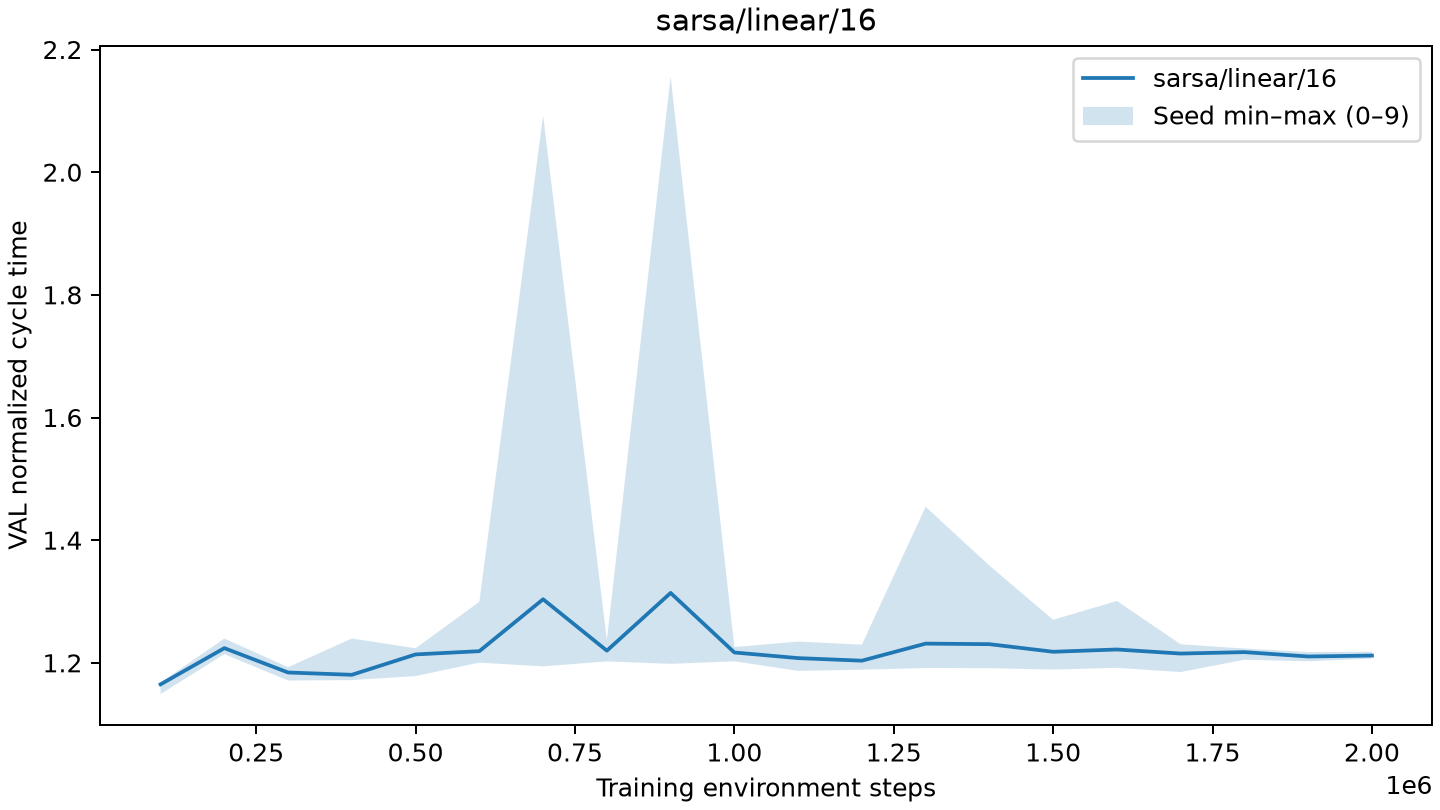 sarsa/linear/16
sarsa/linear/16
Seed min–max (0–9)
VAL normalized cycle time
2.2
2.0
1.8
1.6
1.4
1.2
0.25 0.50 0.75 1.00 1.25 1.50 1.75 2.00
1e6
Training environment steps